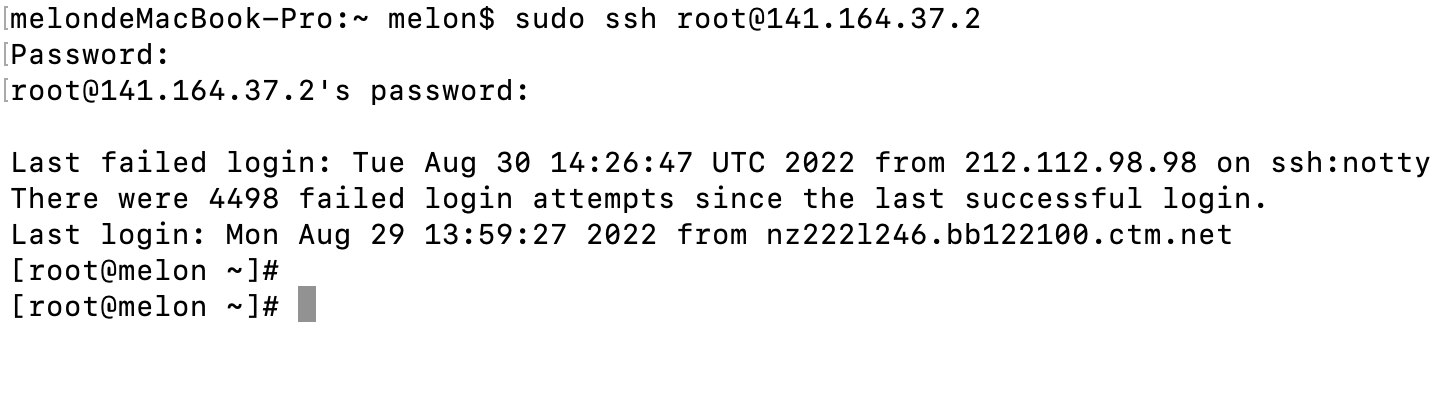 [melondeMacBook-Pro:~ melon$ sudo ssh root@141.164.37.2
[Password:
[root@141.164.37.2's password:
Last failed login: Tue Aug 30 14:26:47 UTC 2022 from 212.112.98.98 on ssh:notty
There were 4498 failed login attempts since the last successful login.
Last login: Mon Aug 29 13:59:27 2022 from nz222l246.bb122100.ctm.net
[root@melon ~]#
[root@melon ~]#